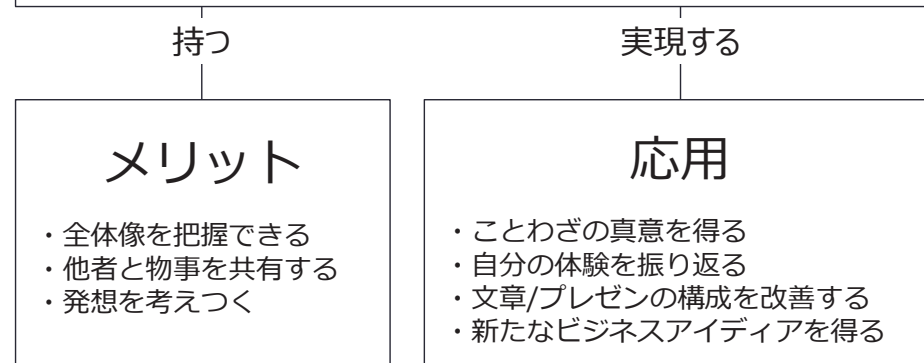 持つ
実現する
メリット
・全体像を把握できる
・他者と物事を共有する
・発想を考えつく
応用
・ことわざの真意を得る
・自分の体験を振り返る
・文章/プレゼンの構成を改善する
・新たなビジネスアイディアを得る